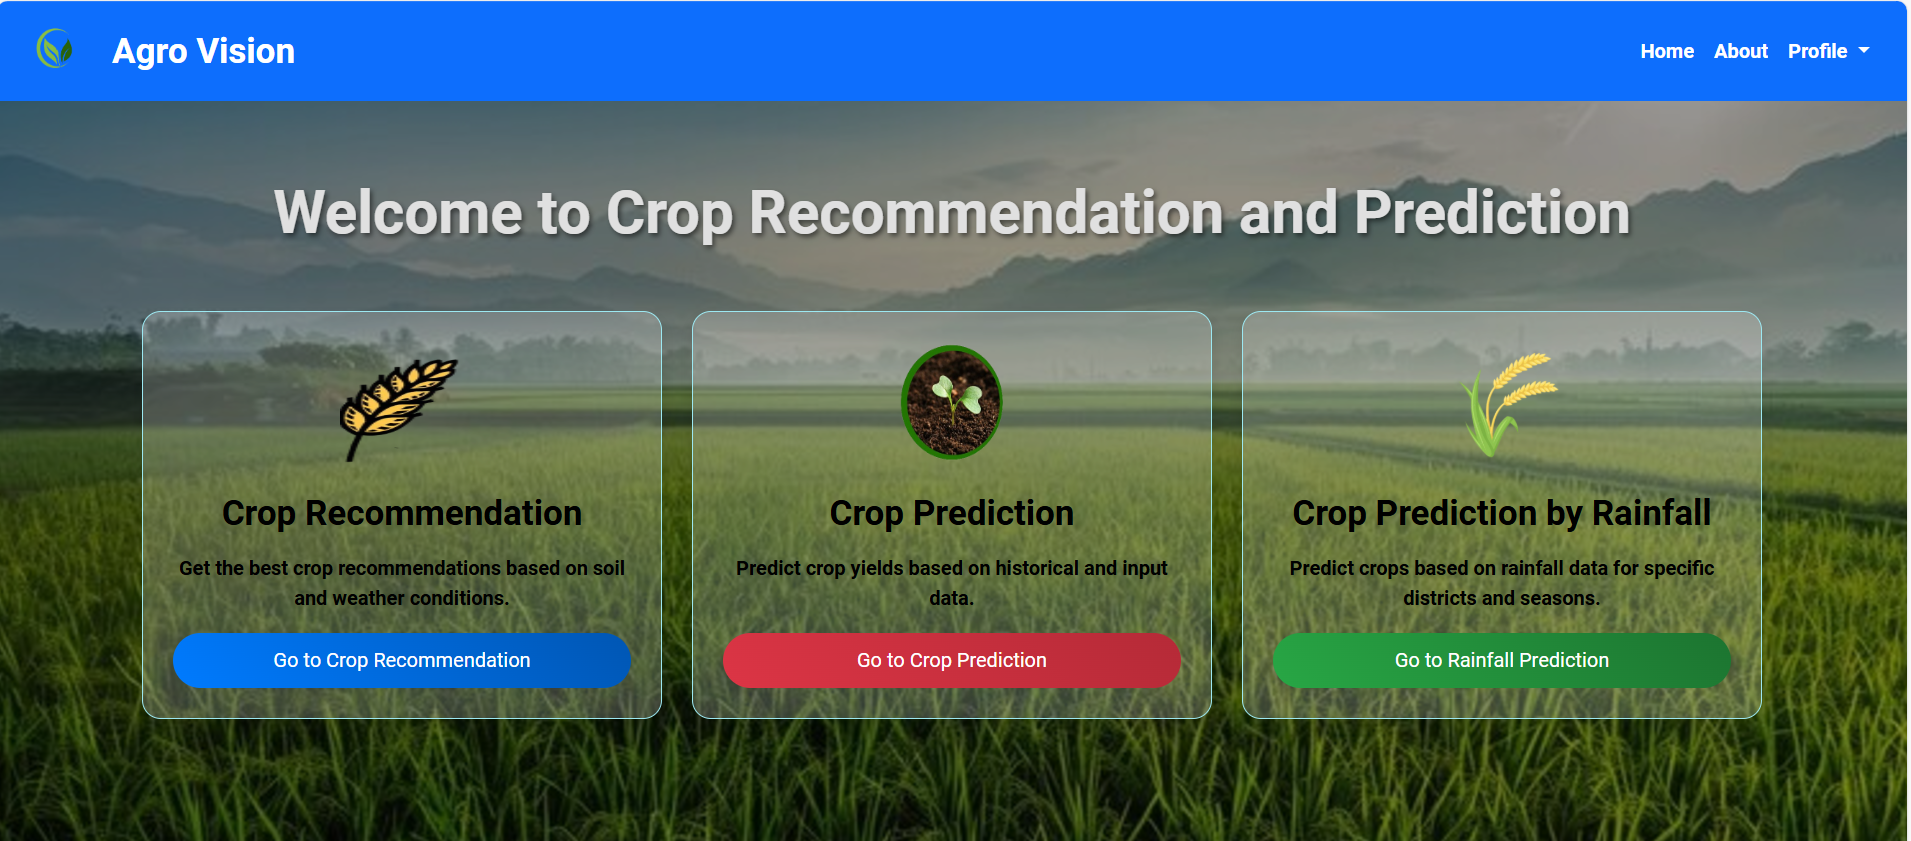 Agro Vision
Home About Profile
Welcome to Crop Recommendation and Prediction
Crop Recommendation
Get the best crop recommendations based on soil
and weather conditions.
Go to Crop Recommendation
Crop Prediction
Predict crop yields based on historical and input
data.
Go to Crop Prediction
Crop Prediction by Rainfall
Predict crops based on rainfall data for specific
districts and seasons.
Go to Rainfall Prediction